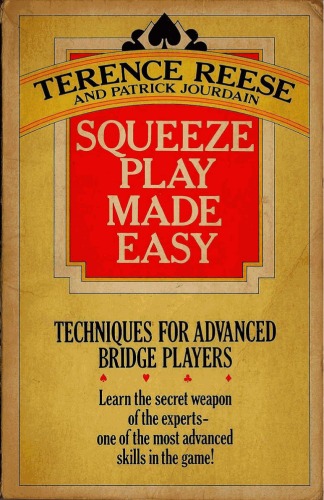 TERENCE REESE
AND PATRICK JOURDAIN
SQUEEZE
PLAY
MADE
EASY
TECHNIQUES FOR ADVANCED
BRIDGE PLAYERS
Learn the secret weapon
of the experts–
one of the most advanced
skills in the game!